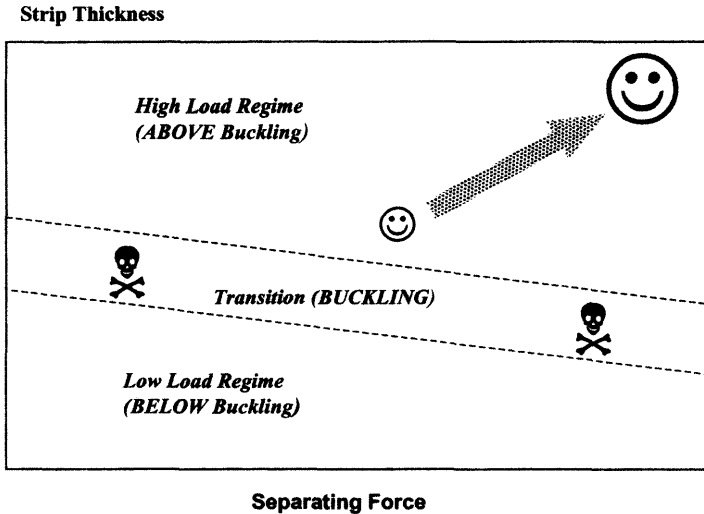 Strip Thickness
High Load Regime
(ABOVE Buckling)
Transition (BUCKLING)
Low Load Regime
(BELOW Buckling)
Separating Force